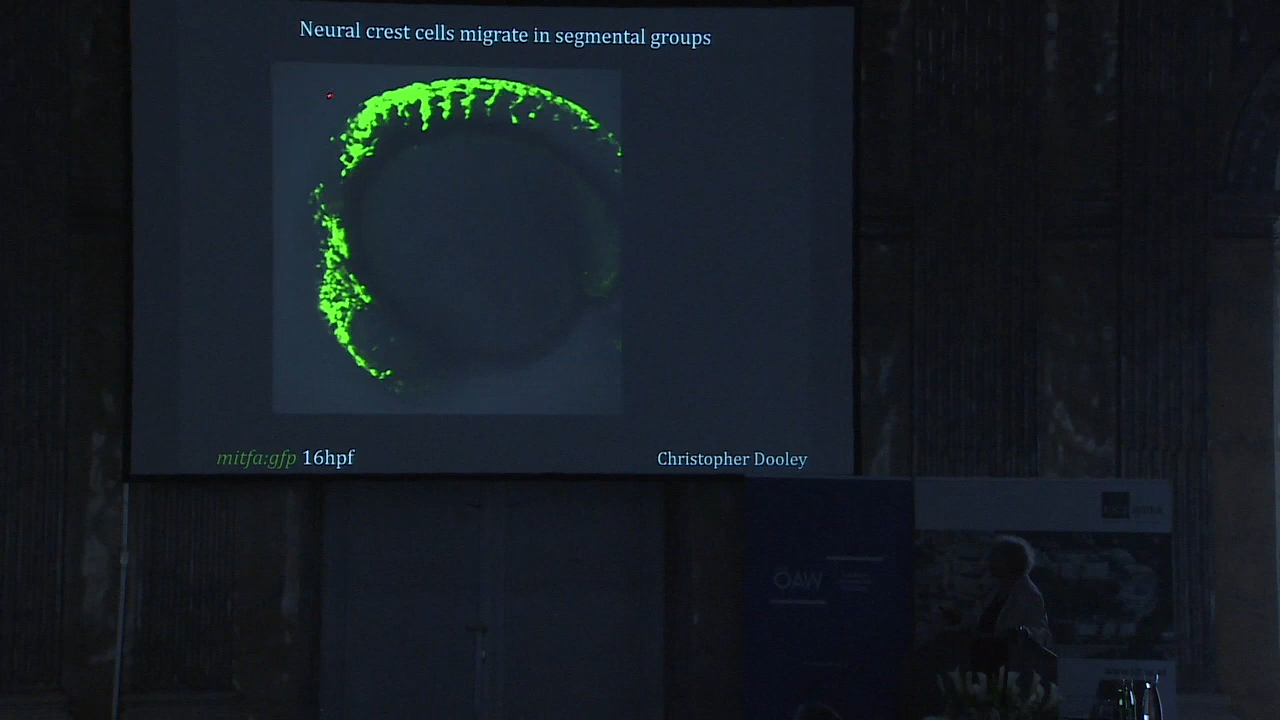 Neural crest cells migrate in segmental groups
mitfa:gfp 16hpf
Christopher Dooley
ÖAW